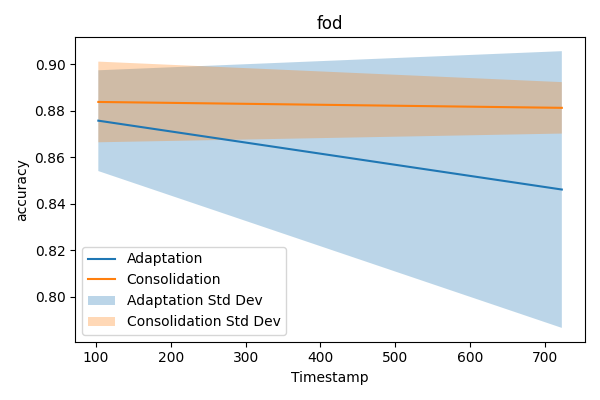 fod
accuracy
0.90
0.88
0.86
0.84
0.82
0.80
Adaptation
Consolidation
Adaptation Std Dev
Consolidation Std Dev
100 200 300 400 500 600 700
Timestamp